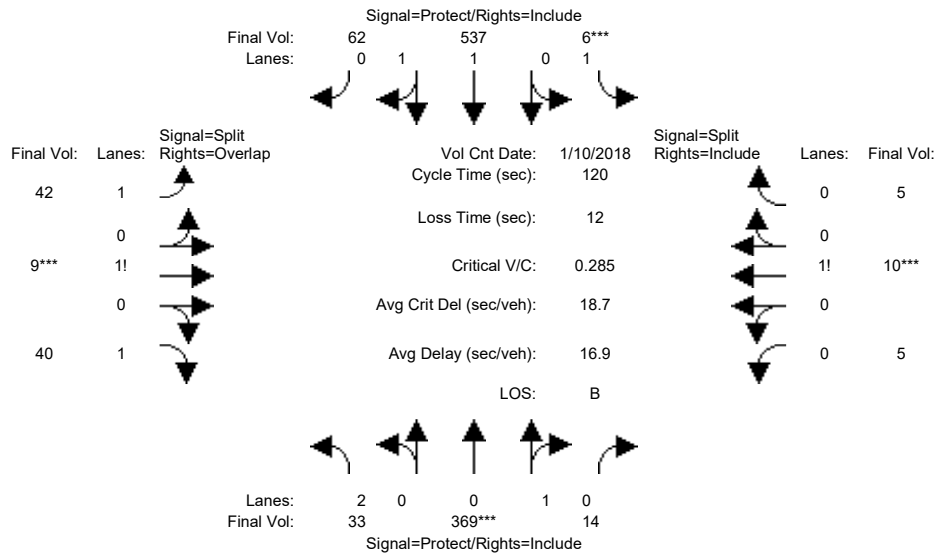 Signal=Protect/Rights=Include
Final Vol: 62 537 6***
Lanes: 0 1 1 0 1
Signal=Split
Final Vol: Lanes: Rights=Overlap
Vol Cnt Date: 1/10/2018
Signal=Split
Rights=Include Lanes: Final Vol:
Cycle Time (sec): 120
42 1
0 5
Loss Time (sec): 12
0
0
9*** 1!
Critical V/C: 0.285
1! 10***
0
Avg Crit Del (sec/veh): 18.7
0
40 1
Avg Delay (sec/veh): 16.9
0 5
LOS: B
Lanes: 2 0 0 1 0
Final Vol: 33 369*** 14
Signal=Protect/Rights=Include